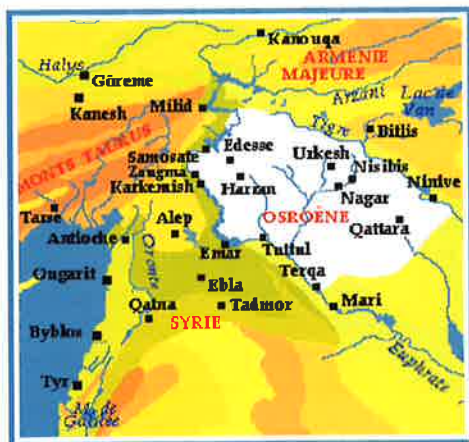 Kanouqa
ARMENIE
MAJEURE
Halys
Göreme
Kanesh
Milid
Arzani
Lac de
Van
Tigre
Bitlis
MONTS TAURUS
Samosate
Zeugma
Karkemish
Edesse
Harran
Urkesh
Nisibis
Nagar
Ninive
Tarse
OSROÈNE
Qattara
Antioche
Alep
Emar
Tuttul
Oronte
Terqa
Ougarit
Ebla
Tadmor
Mari
Qatna
SYRIE
Byblos
Euphrate
Tyr